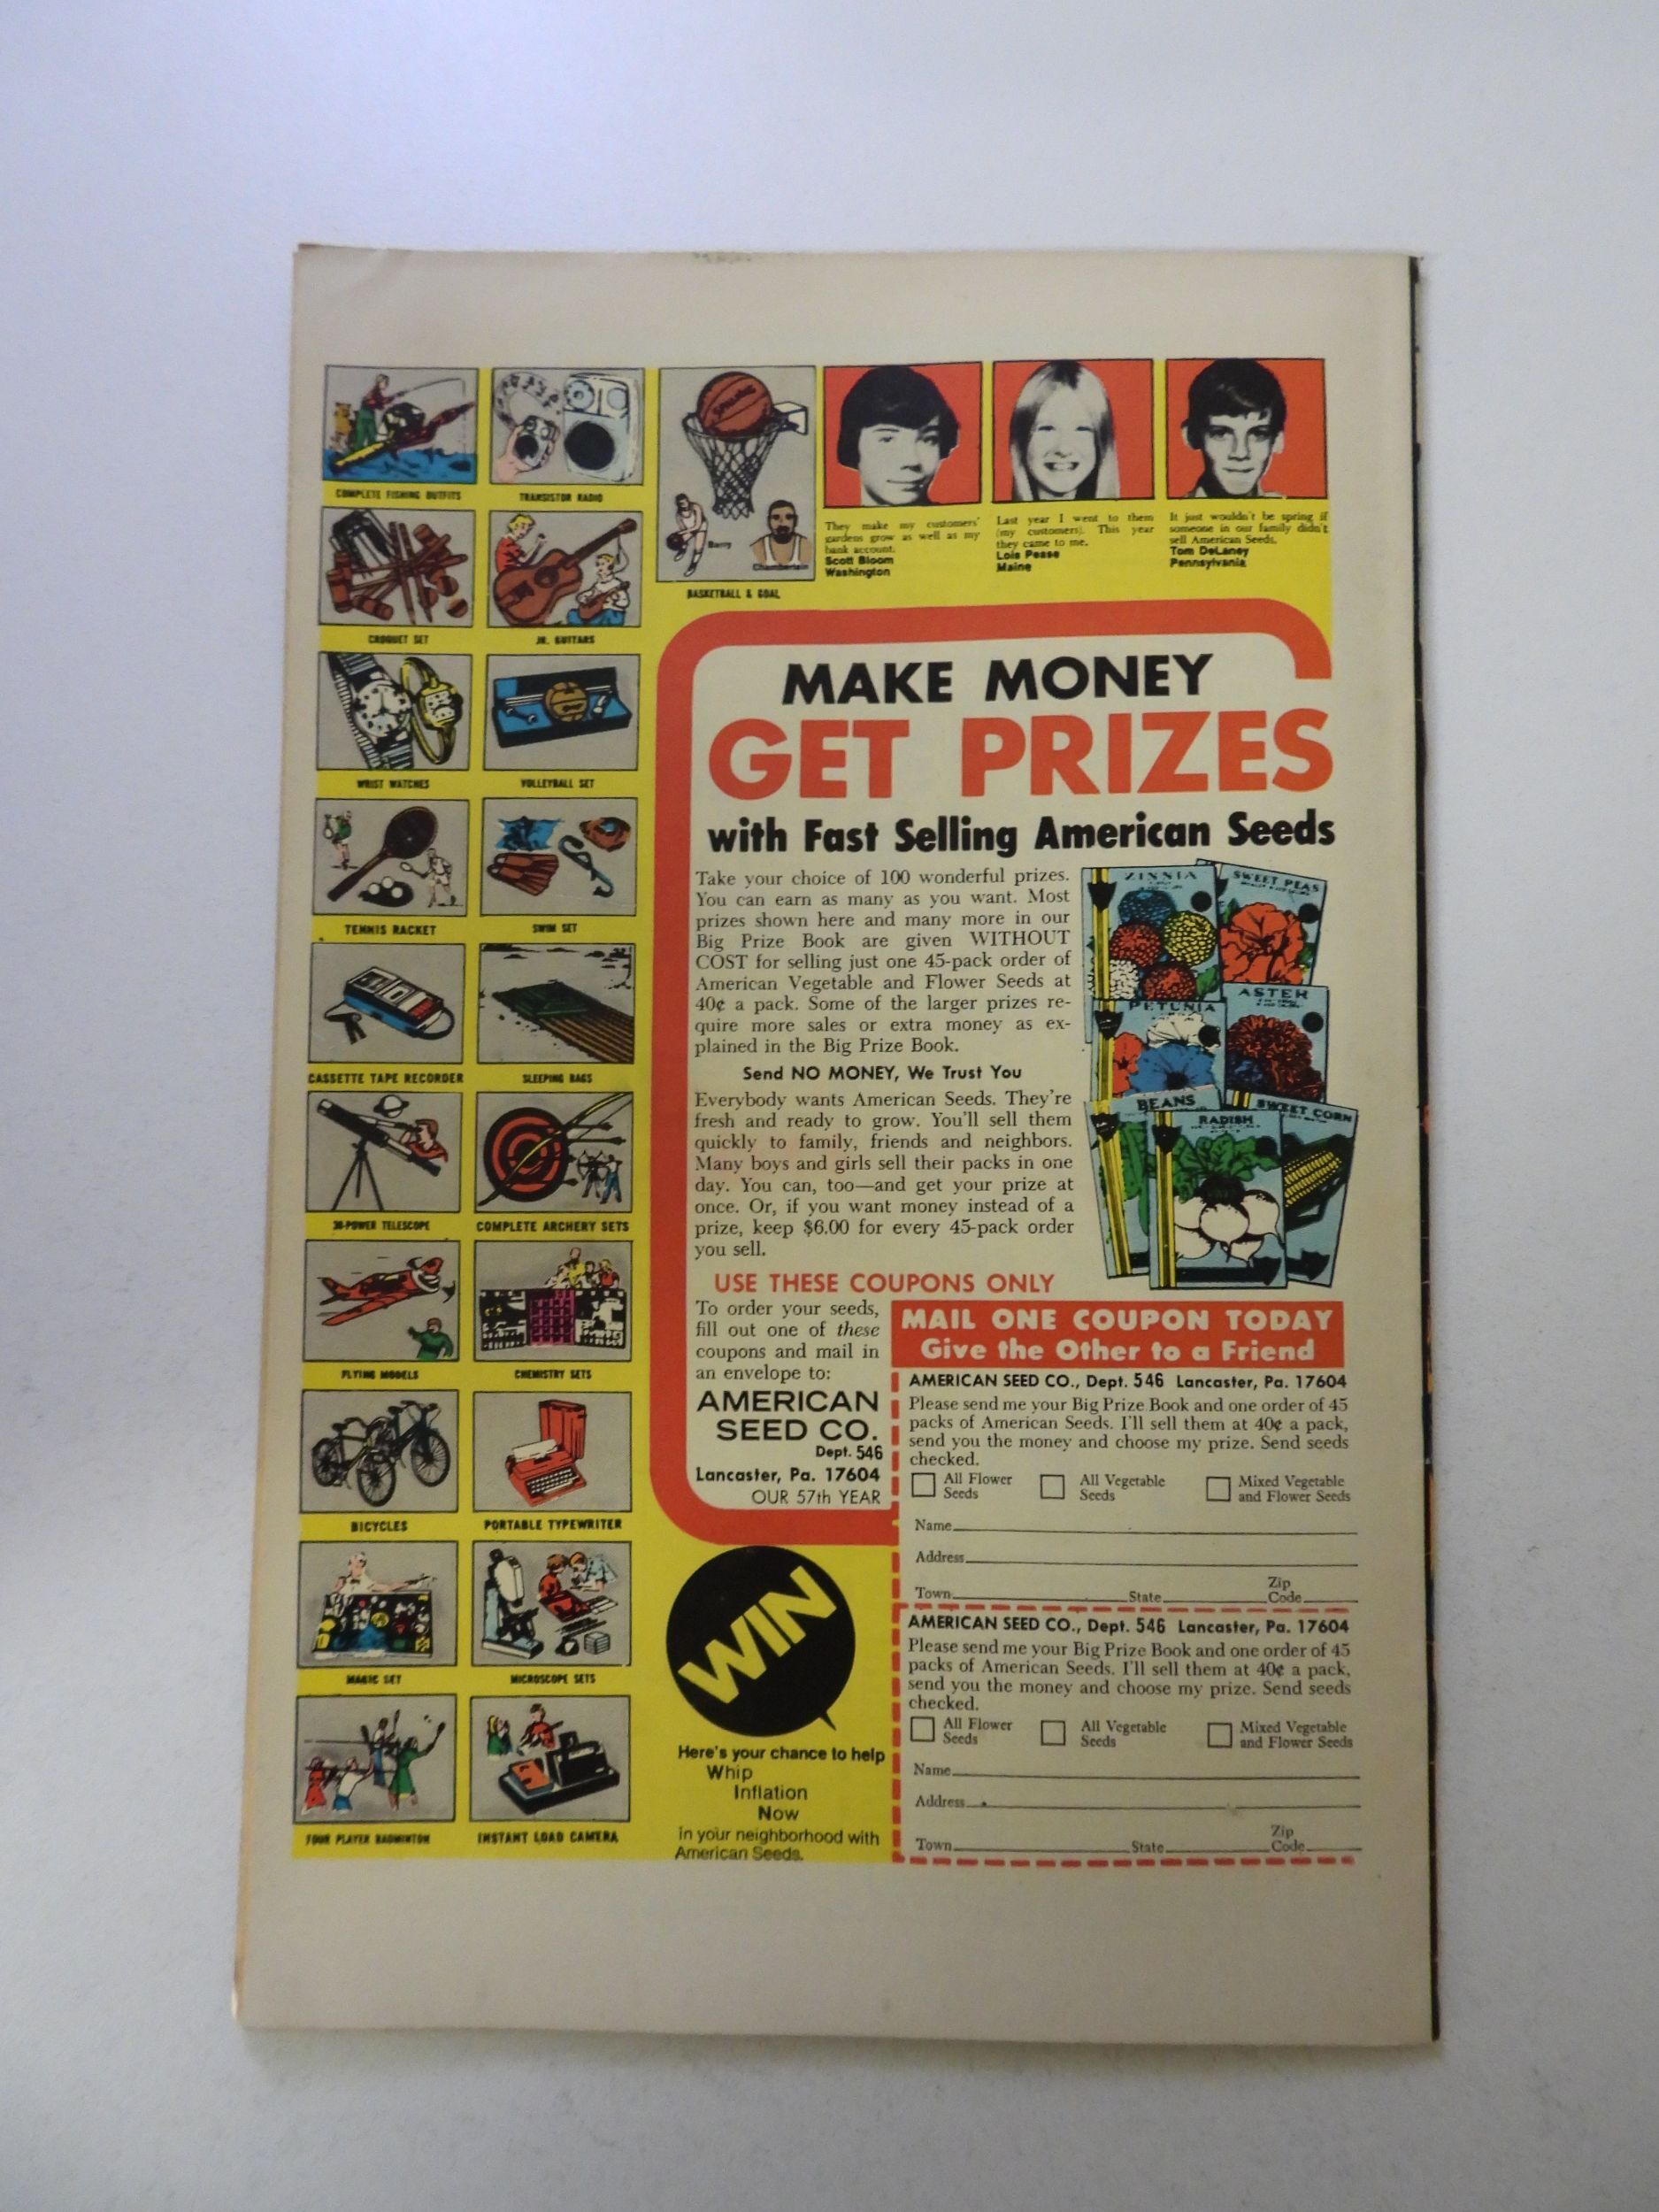 COMPLETE FISHING OUTFITS
TRANSISTOR RADIO
CROQUET SET
JR. GUITARS
WRIST WATCHES
VOLLEYBALL SET
TENNIS RACKET
SWIM SET
CASSETTE TAPE RECORDER
SLEEPING BAGS
30-POWER TELESCOPE
COMPLETE ARCHERY SETS
FLYING MODELS
CHEMISTRY SETS
BICYCLES
PORTABLE TYPEWRITER
MAGIC SET
MICROSCOPE SETS
FOUR PLAYER BADMINTON
INSTANT LOAD CAMERA
Barry
Chamberlain
BASKETBALL & GOAL
They make my customers'
gardens grow as well as my
bank account.
Scott Bloom
Washington
Last year I went to them
(my customers). This year
they came to me.
Lois Pease
Maine
It just wouldn't be spring if
someone in our family didn't
sell American Seeds.
Tom DeLaney
Pennsylvania
MAKE MONEY
GET PRIZES
with Fast Selling American Seeds
Take your choice of 100 wonderful prizes.
You can earn as many as you want. Most
prizes shown here and many more in our
Big Prize Book are given WITHOUT
COST for selling just one 45-pack order of
American Vegetable and Flower Seeds at
40¢ a pack. Some of the larger prizes re-
quire more sales or extra money as ex-
plained in the Big Prize Book.
Send NO MONEY, We Trust You
Everybody wants American Seeds. They're
fresh and ready to grow. You'll sell them
quickly to family, friends and neighbors.
Many boys and girls sell their packs in one
day. You can, too—and get your prize at
once. Or, if you want money instead of a
prize, keep $6.00 for every 45-pack order
you sell.
ZINNIA
SWEET PEAS
PETUNIA
ASTER
BEANS
RADISH
SWEET CORN
USE THESE COUPONS ONLY
To order your seeds,
fill out one of these
coupons and mail in
an envelope to:
AMERICAN
SEED CO.
Dept. 546
Lancaster, Pa. 17604
OUR 57th YEAR
MAIL ONE COUPON TODAY
Give the Other to a Friend
AMERICAN SEED CO., Dept. 546 Lancaster, Pa. 17604
Please send me your Big Prize Book and one order of 45
packs of American Seeds. I'll sell them at 40¢ a pack,
send you the money and choose my prize. Send seeds
checked.
All Flower Seeds
All Vegetable Seeds
Mixed Vegetable and Flower Seeds
Name
Address
Town State Zip Code
AMERICAN SEED CO., Dept. 546 Lancaster, Pa. 17604
Please send me your Big Prize Book and one order of 45
packs of American Seeds. I'll sell them at 40¢ a pack,
send you the money and choose my prize. Send seeds
checked.
All Flower Seeds
All Vegetable Seeds
Mixed Vegetable and Flower Seeds
Name
Address
Town State Zip Code
WIN
Here's your chance to help
Whip
Inflation
Now
in your neighborhood with
American Seeds.